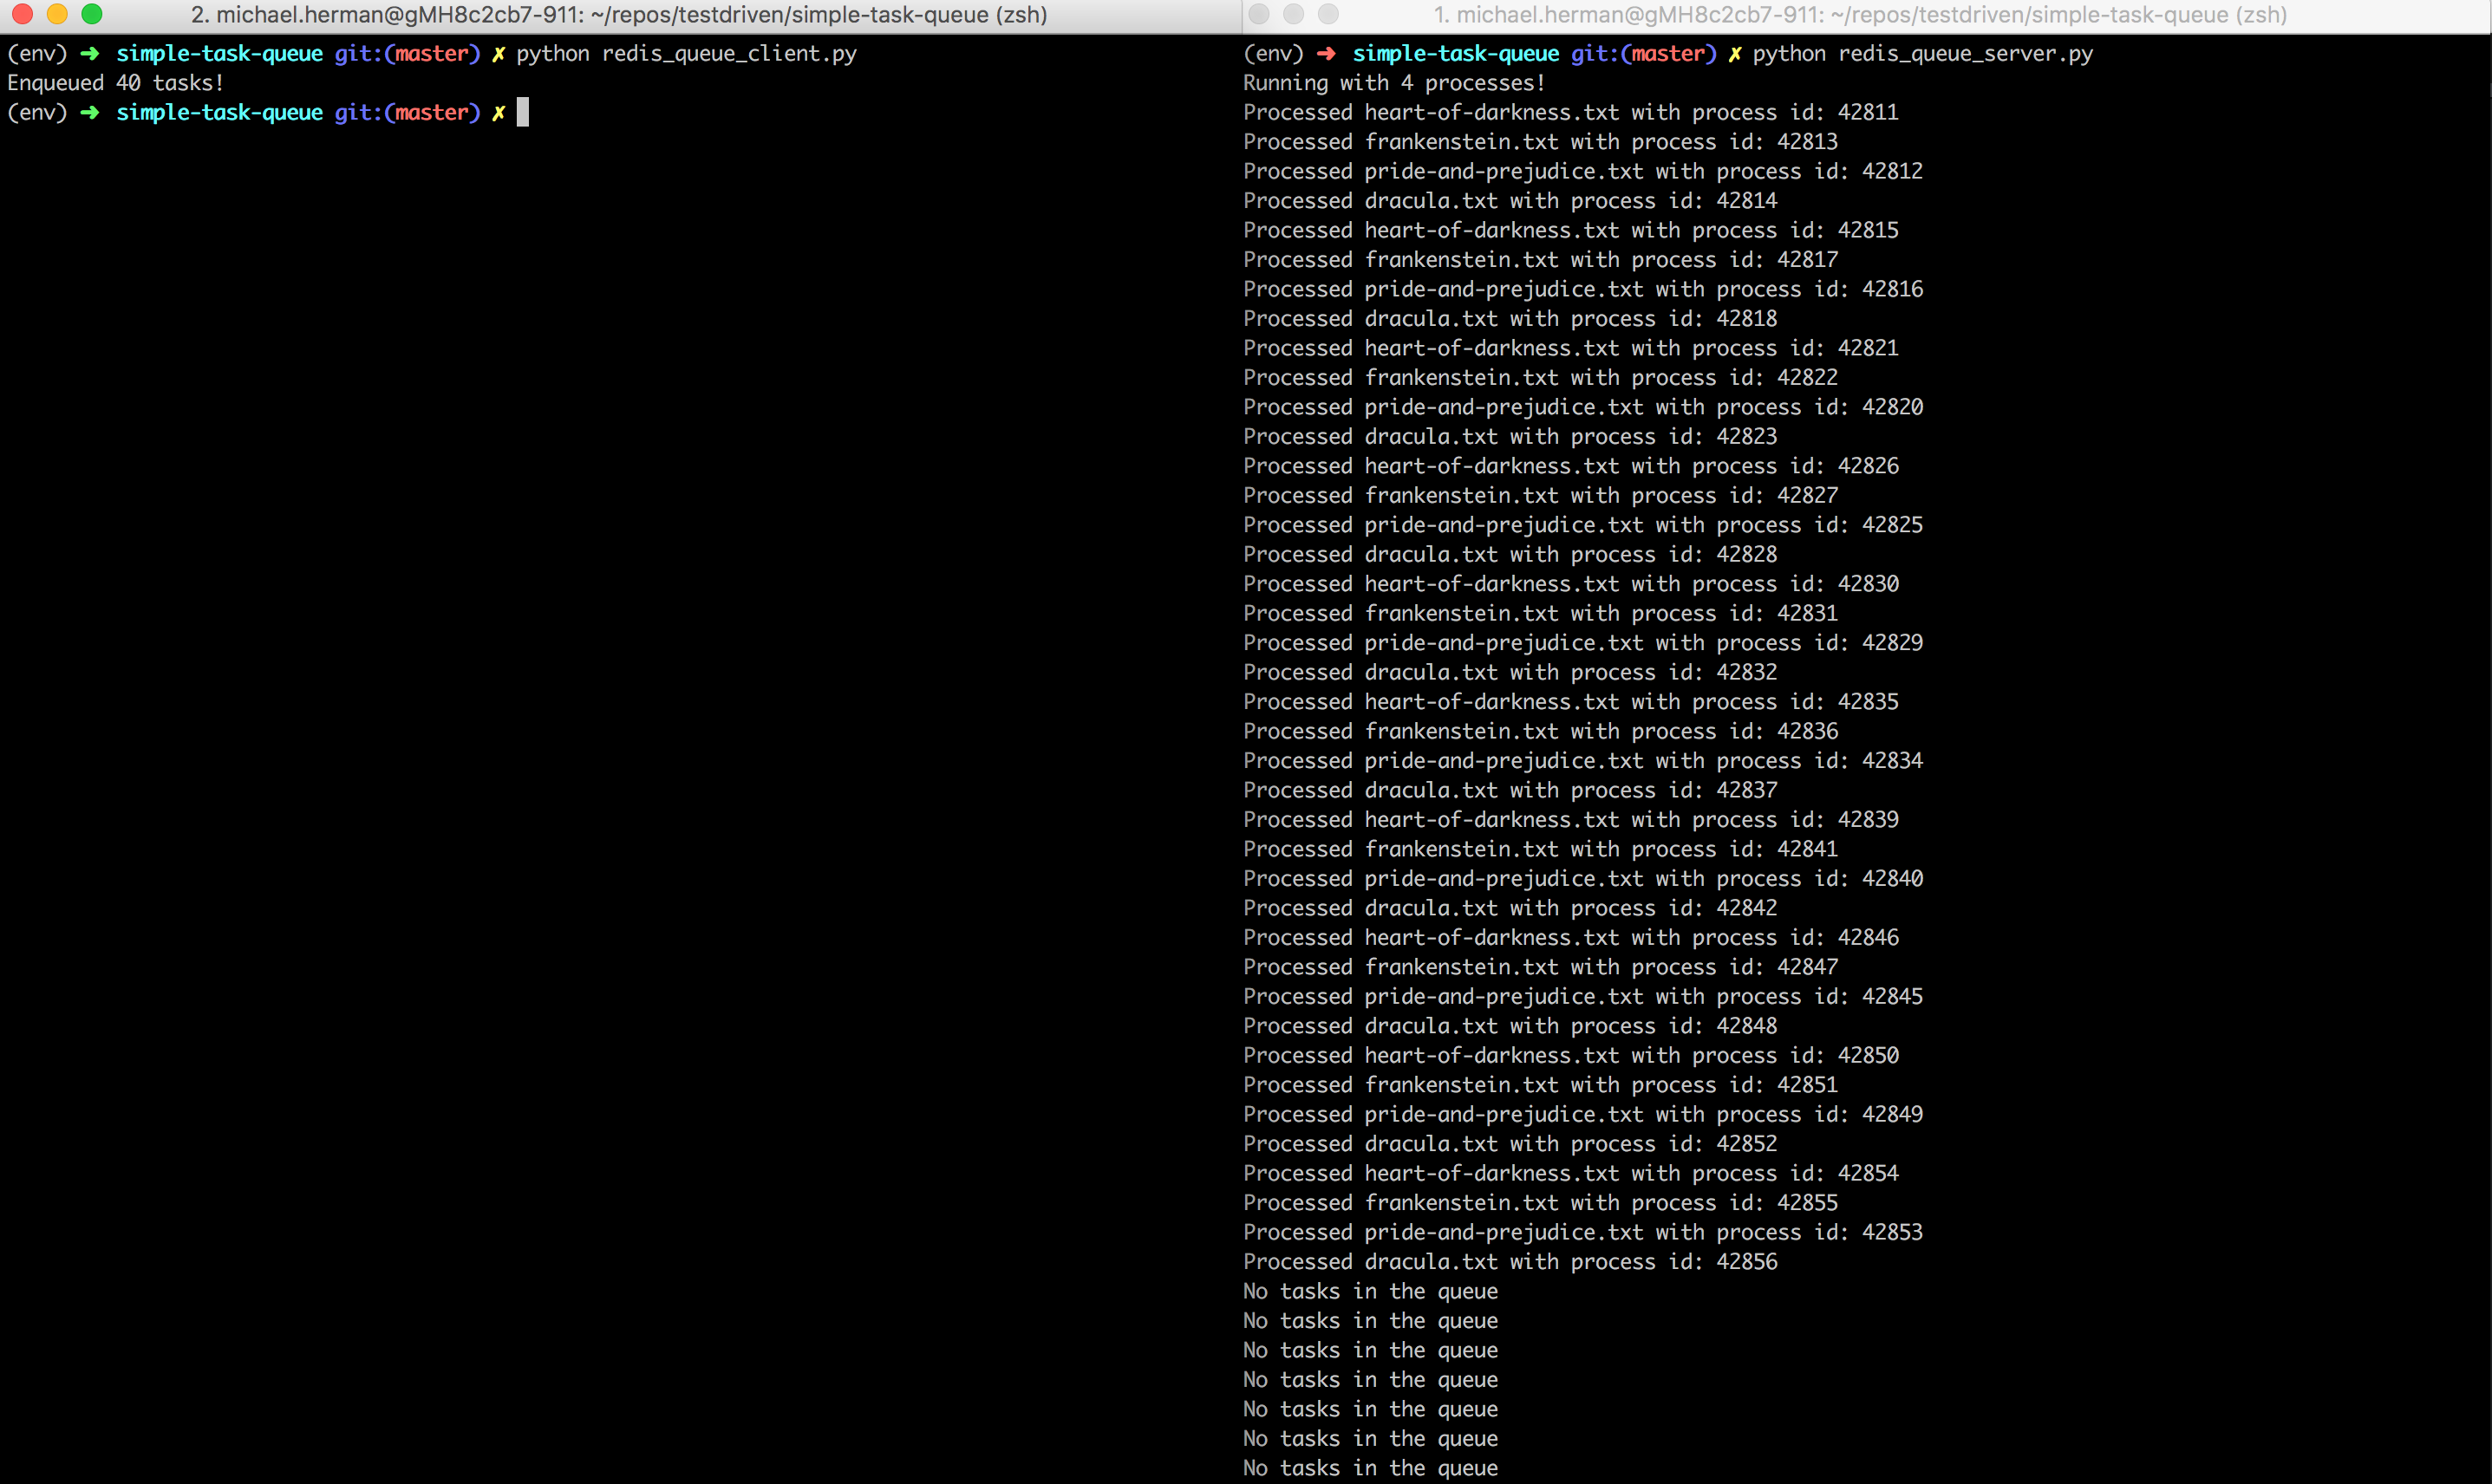 2. michael.herman@gMH8c2cb7-911: ~/repos/testdriven/simple-task-queue (zsh)
(env) ➜ simple-task-queue git:(master) ✗ python redis_queue_client.py
Enqueued 40 tasks!
(env) ➜ simple-task-queue git:(master) ✗
1. michael.herman@gMH8c2cb7-911: ~/repos/testdriven/simple-task-queue (zsh)
(env) ➜ simple-task-queue git:(master) ✗ python redis_queue_server.py
Running with 4 processes!
Processed heart-of-darkness.txt with process id: 42811
Processed frankenstein.txt with process id: 42813
Processed pride-and-prejudice.txt with process id: 42812
Processed dracula.txt with process id: 42814
Processed heart-of-darkness.txt with process id: 42815
Processed frankenstein.txt with process id: 42817
Processed pride-and-prejudice.txt with process id: 42816
Processed dracula.txt with process id: 42818
Processed heart-of-darkness.txt with process id: 42821
Processed frankenstein.txt with process id: 42822
Processed pride-and-prejudice.txt with process id: 42820
Processed dracula.txt with process id: 42823
Processed heart-of-darkness.txt with process id: 42826
Processed frankenstein.txt with process id: 42827
Processed pride-and-prejudice.txt with process id: 42825
Processed dracula.txt with process id: 42828
Processed heart-of-darkness.txt with process id: 42830
Processed frankenstein.txt with process id: 42831
Processed pride-and-prejudice.txt with process id: 42829
Processed dracula.txt with process id: 42832
Processed heart-of-darkness.txt with process id: 42835
Processed frankenstein.txt with process id: 42836
Processed pride-and-prejudice.txt with process id: 42834
Processed dracula.txt with process id: 42837
Processed heart-of-darkness.txt with process id: 42839
Processed frankenstein.txt with process id: 42841
Processed pride-and-prejudice.txt with process id: 42840
Processed dracula.txt with process id: 42842
Processed heart-of-darkness.txt with process id: 42846
Processed frankenstein.txt with process id: 42847
Processed pride-and-prejudice.txt with process id: 42845
Processed dracula.txt with process id: 42848
Processed heart-of-darkness.txt with process id: 42850
Processed frankenstein.txt with process id: 42851
Processed pride-and-prejudice.txt with process id: 42849
Processed dracula.txt with process id: 42852
Processed heart-of-darkness.txt with process id: 42854
Processed frankenstein.txt with process id: 42855
Processed pride-and-prejudice.txt with process id: 42853
Processed dracula.txt with process id: 42856
No tasks in the queue
No tasks in the queue
No tasks in the queue
No tasks in the queue
No tasks in the queue
No tasks in the queue
No tasks in the queue